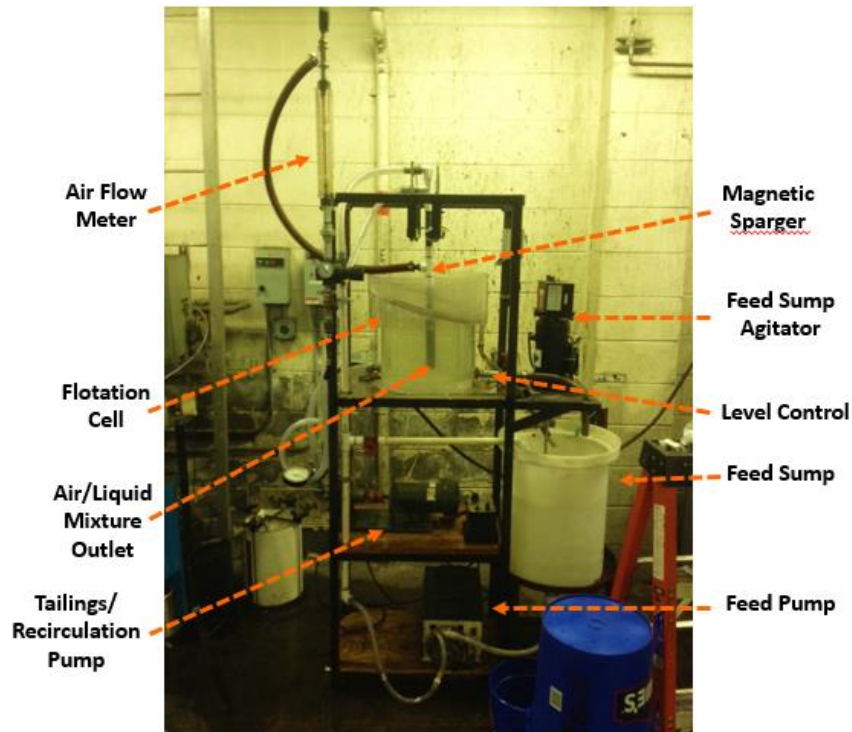 Air Flow
Meter
Flotation
Cell
Air/Liquid
Mixture
Outlet
Tailings/
Recirculation
Pump
Magnetic
Sparger
Feed Sump
Agitator
Level Control
Feed Sump
Feed Pump